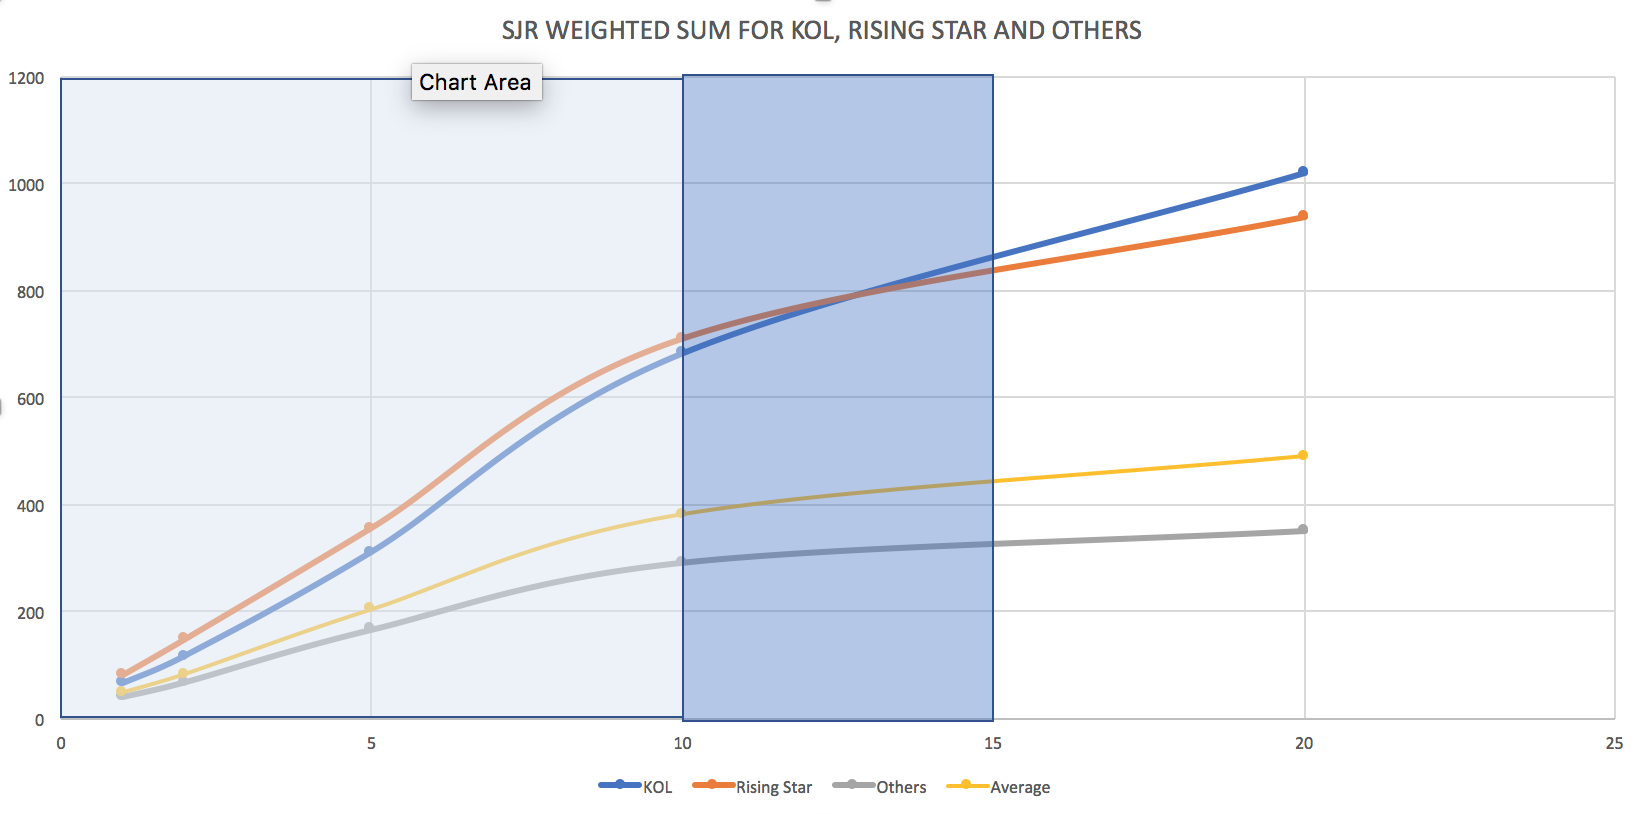 SJR WEIGHTED SUM FOR KOL, RISING STAR AND OTHERS
Chart Area
1200
1000
800
600
400
200
0
0 5 10 15 20 25
KOL Rising Star Others Average